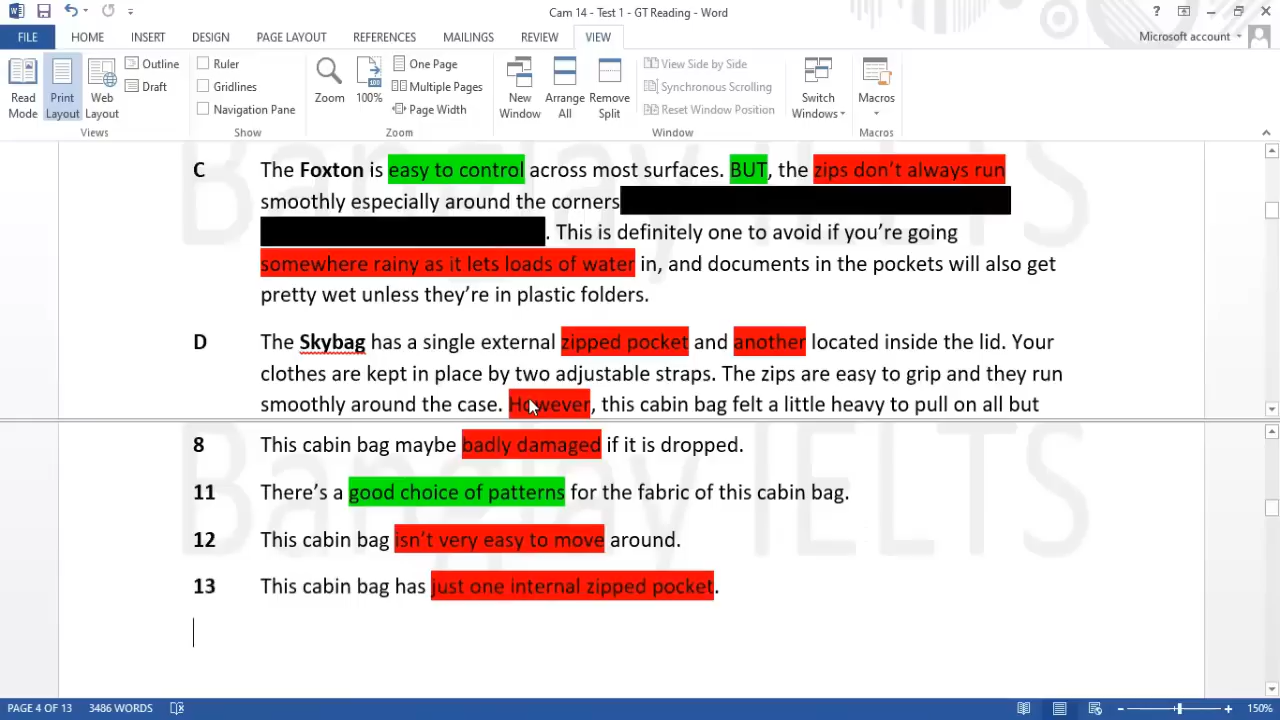 Cam 14 - Test 1 - GT Reading - Word
FILE HOME INSERT DESIGN PAGE LAYOUT REFERENCES MAILINGS REVIEW VIEW Microsoft account
Read Mode
Print Layout
Web Layout
Outline
Draft
Views
Ruler
Gridlines
Navigation Pane
Show
Zoom
100%
One Page
Multiple Pages
Page Width
Zoom
New Window
Arrange All
Remove Split
View Side by Side
Synchronous Scrolling
Reset Window Position
Window
Switch Windows
Macros
Macros
C The Foxton is easy to control across most surfaces. BUT, the zips don't always run
smoothly especially around the corners
. This is definitely one to avoid if you're going
somewhere rainy as it lets loads of water in, and documents in the pockets will also get
pretty wet unless they're in plastic folders.
D The Skybag has a single external zipped pocket and another located inside the lid. Your
clothes are kept in place by two adjustable straps. The zips are easy to grip and they run
smoothly around the case. However, this cabin bag felt a little heavy to pull on all but
8 This cabin bag maybe badly damaged if it is dropped.
11 There's a good choice of patterns for the fabric of this cabin bag.
12 This cabin bag isn't very easy to move around.
13 This cabin bag has just one internal zipped pocket.
Banglay IELTS
PAGE 4 OF 13 3489 WORDS 150%